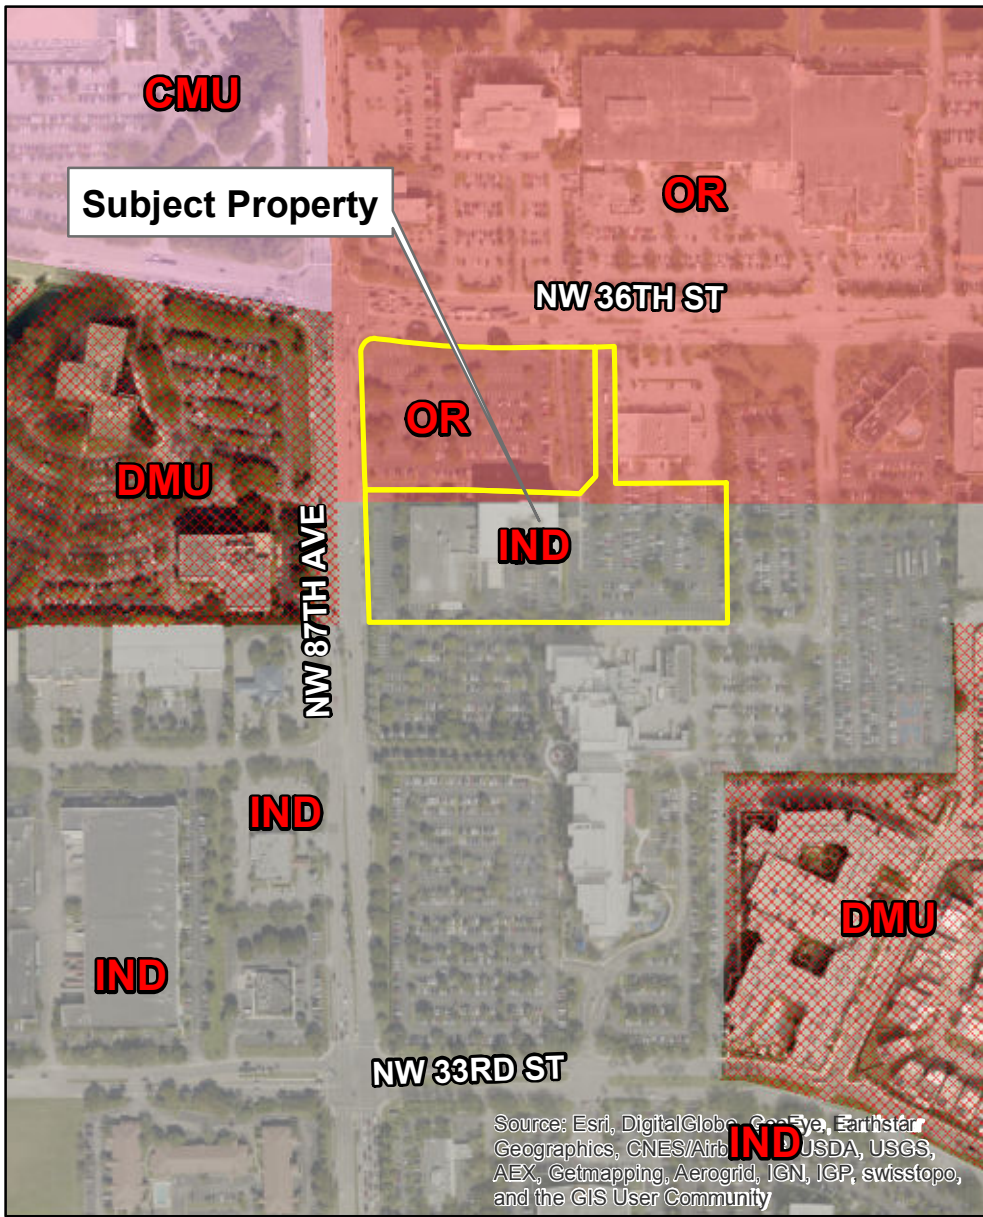 CMU
Subject Property
OR
NW 36TH ST
OR
DMU
NW 87TH AVE
IND
IND
DMU
IND
NW 33RD ST
Source: Esri, DigitalGlobe, GeoEye, Earthstar
Geographics, CNES/Airb USDA, USGS,
IND
AEX, Getmapping, Aerogrid, IGN, IGP, swisstopo,
and the GIS User Community